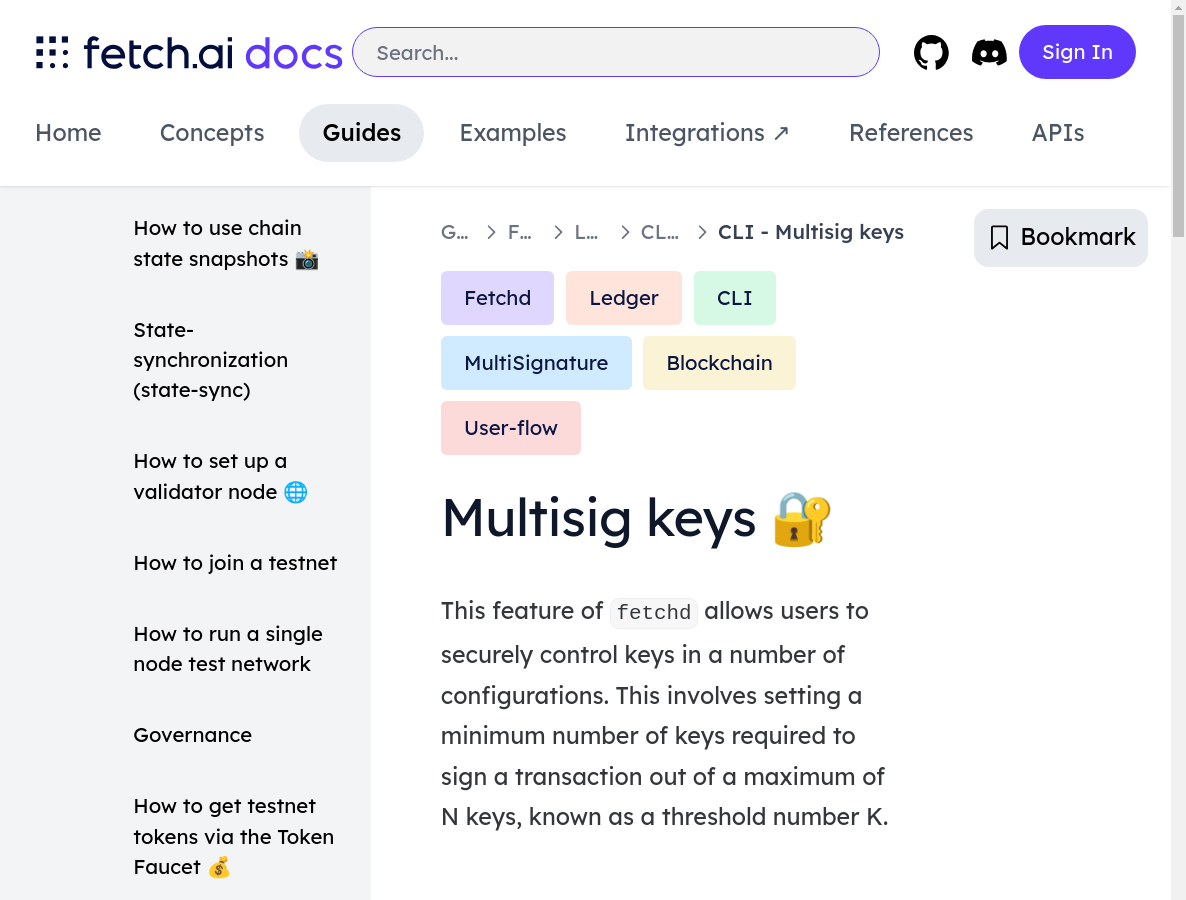 fetch.ai docs
Search...
Sign In
Home Concepts Guides Examples Integrations ↗ References APIs
How to use chain
state snapshots 📸
State-
synchronization
(state-sync)
How to set up a
validator node 🌐
How to join a testnet
How to run a single
node test network
Governance
How to get testnet
tokens via the Token
Faucet 💰
G… > F… > L… > CL… > CLI - Multisig keys
Bookmark
Fetchd Ledger CLI
MultiSignature Blockchain
User-flow
Multisig keys 🔐
This feature of fetchd allows users to
securely control keys in a number of
configurations. This involves setting a
minimum number of keys required to
sign a transaction out of a maximum of
N keys, known as a threshold number K.